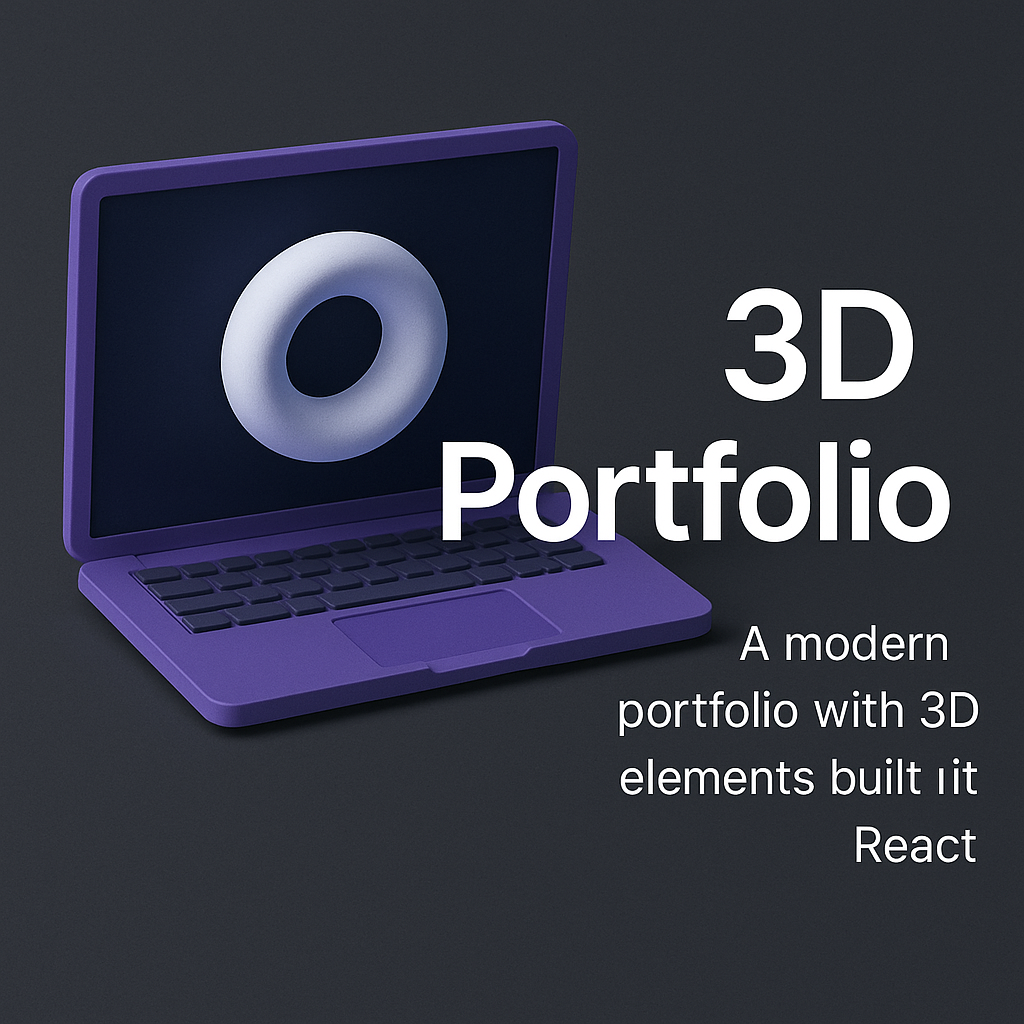 3D
Portfolio
A modern
portfolio with 3D
elements built
React